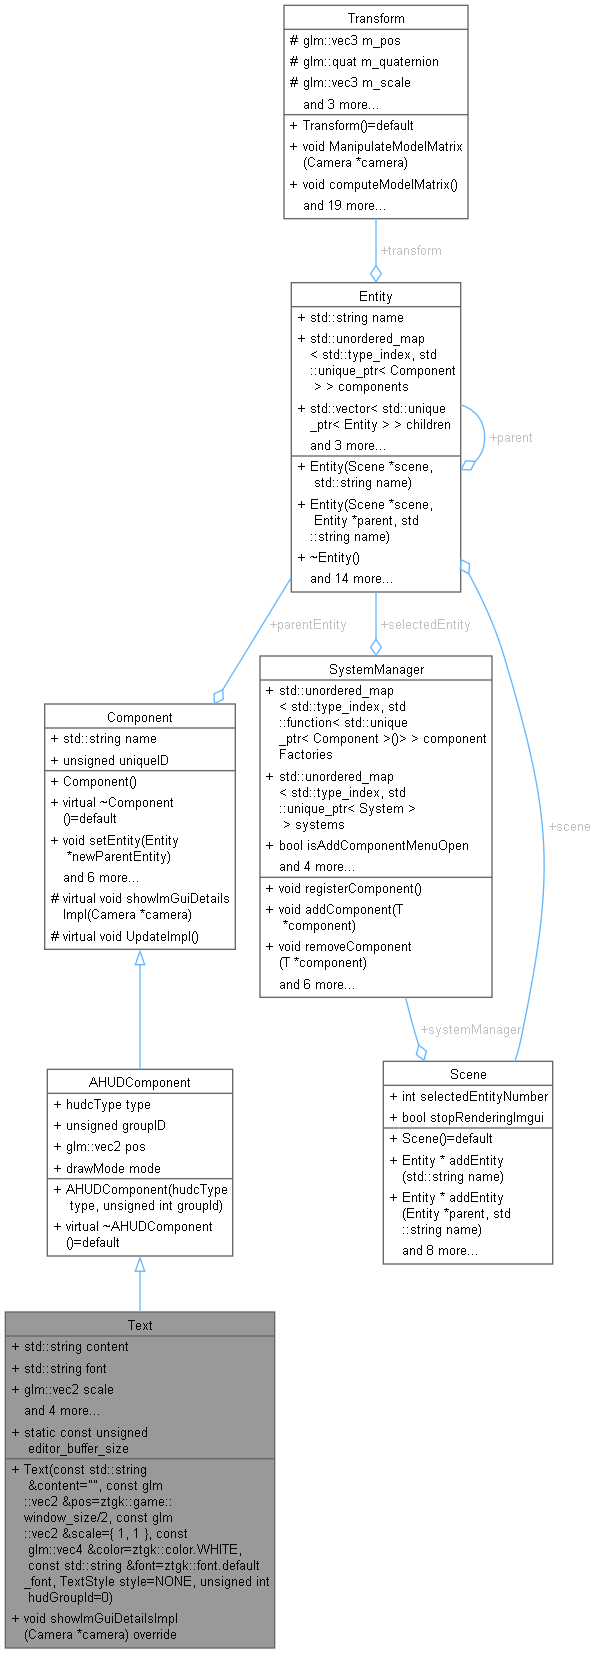 Transform
# glm::vec3 m_pos
# glm::quat m_quaternion
# glm::vec3 m_scale
and 3 more...
+ Transform()=default
+ void ManipulateModelMatrix
(Camera *camera)
+ void computeModelMatrix()
and 19 more...
+transform
Entity
+ std::string name
+ std::unordered_map
< std::type_index, std
::unique_ptr< Component
> > components
+ std::vector< std::unique
_ptr< Entity > > children
and 3 more...
+ Entity(Scene *scene,
std::string name)
+ Entity(Scene *scene,
Entity *parent, std
::string name)
+ ~Entity()
and 14 more...
+parent
+parentEntity
+selectedEntity
SystemManager
+ std::unordered_map
< std::type_index, std
::function< std::unique
_ptr< Component >()> > component
Factories
+ std::unordered_map
< std::type_index, std
::unique_ptr< System >
> systems
+ bool isAddComponentMenuOpen
and 4 more...
+ void registerComponent()
+ void addComponent(T
*component)
+ void removeComponent
(T *component)
and 6 more...
Component
+ std::string name
+ unsigned uniqueID
+ Component()
+ virtual ~Component
()=default
+ void setEntity(Entity
*newParentEntity)
and 6 more...
# virtual void showImGuiDetails
Impl(Camera *camera)
# virtual void UpdateImpl()
+scene
+systemManager
Scene
+ int selectedEntityNumber
+ bool stopRenderingImgui
+ Scene()=default
+ Entity * addEntity
(std::string name)
+ Entity * addEntity
(Entity *parent, std
::string name)
and 8 more...
AHUDComponent
+ hudcType type
+ unsigned groupID
+ glm::vec2 pos
+ drawMode mode
+ AHUDComponent(hudcType
type, unsigned int groupId)
+ virtual ~AHUDComponent
()=default
Text
+ std::string content
+ std::string font
+ glm::vec2 scale
and 4 more...
+ static const unsigned
editor_buffer_size
+ Text(const std::string
&content="", const glm
::vec2 &pos=ztgk::game::
window_size/2, const glm
::vec2 &scale={ 1, 1 }, const
glm::vec4 &color=ztgk::color.WHITE,
const std::string &font=ztgk::font.default
_font, TextStyle style=NONE, unsigned int
hudGroupId=0)
+ void showImGuiDetailsImpl
(Camera *camera) override